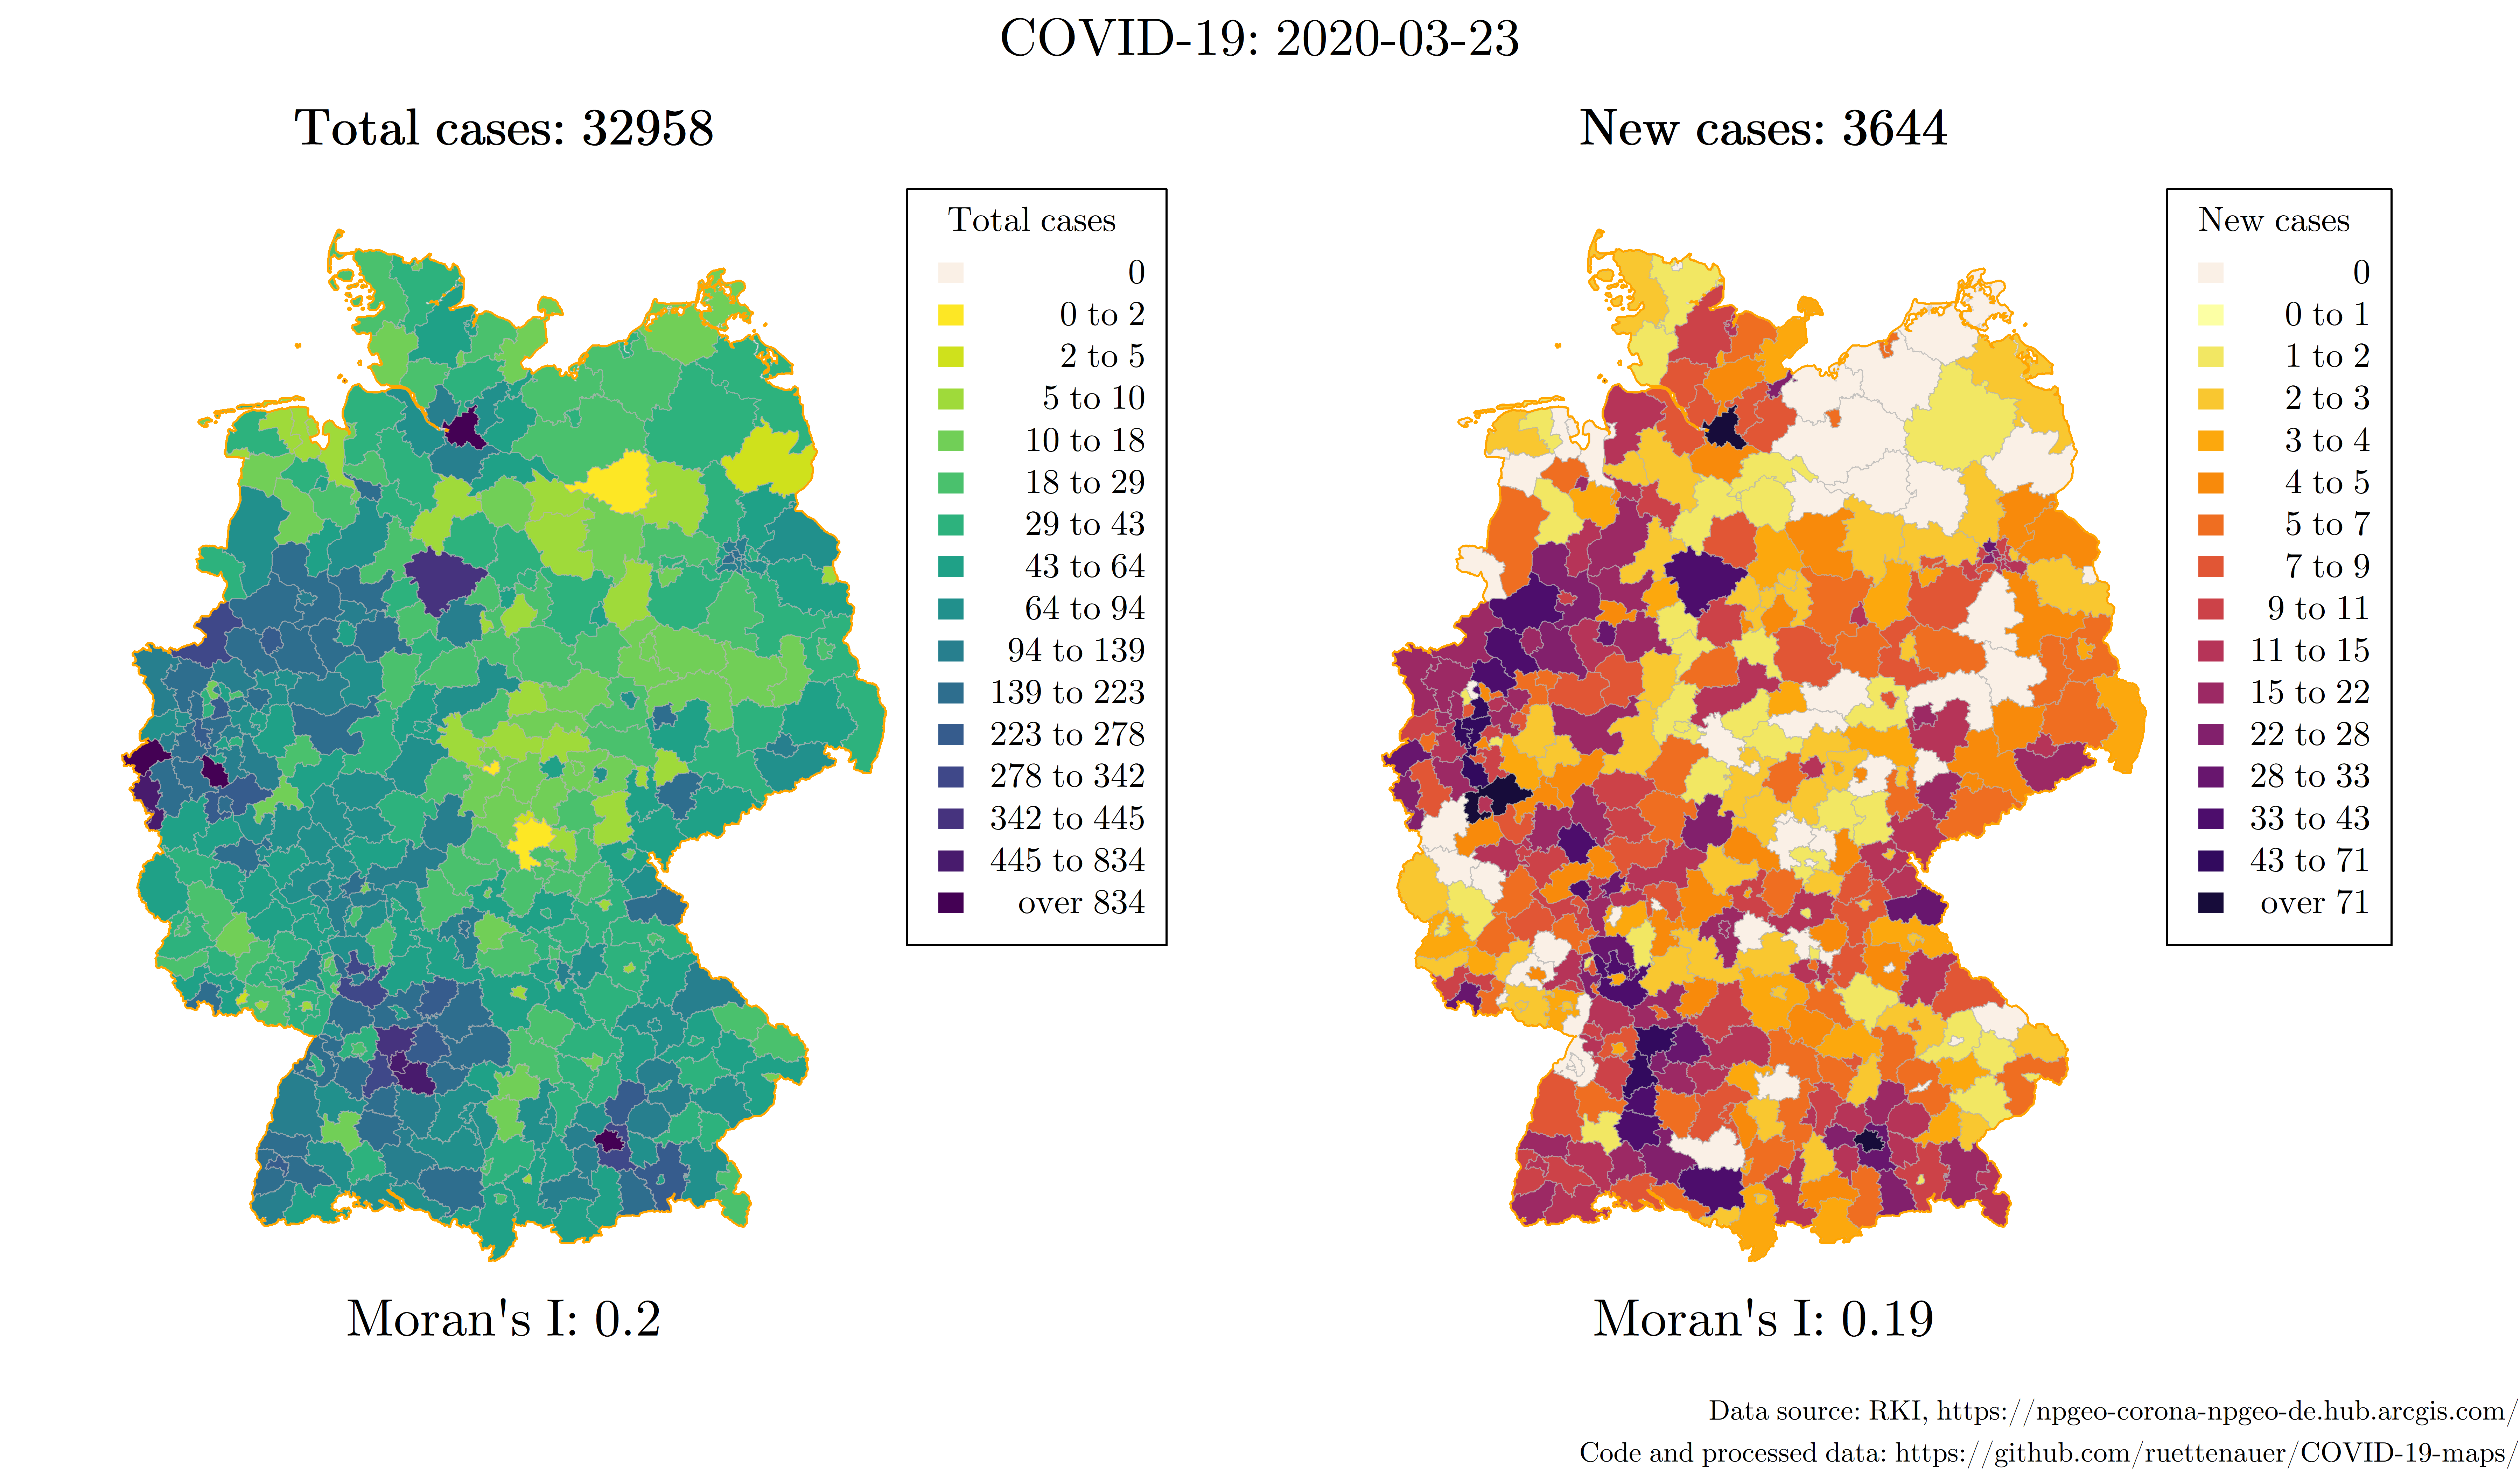 COVID-19: 2020-03-23
Total cases: 32958
Total cases
0
0 to 2
2 to 5
5 to 10
10 to 18
18 to 29
29 to 43
43 to 64
64 to 94
94 to 139
139 to 223
223 to 278
278 to 342
342 to 445
445 to 834
over 834
Moran's I: 0.2
New cases: 3644
New cases
0
0 to 1
1 to 2
2 to 3
3 to 4
4 to 5
5 to 7
7 to 9
9 to 11
11 to 15
15 to 22
22 to 28
28 to 33
33 to 43
43 to 71
over 71
Moran's I: 0.19
Data source: RKI, https://npgeo-corona-npgeo-de.hub.arcgis.com/
Code and processed data: https://github.com/ruettenauer/COVID-19-maps/